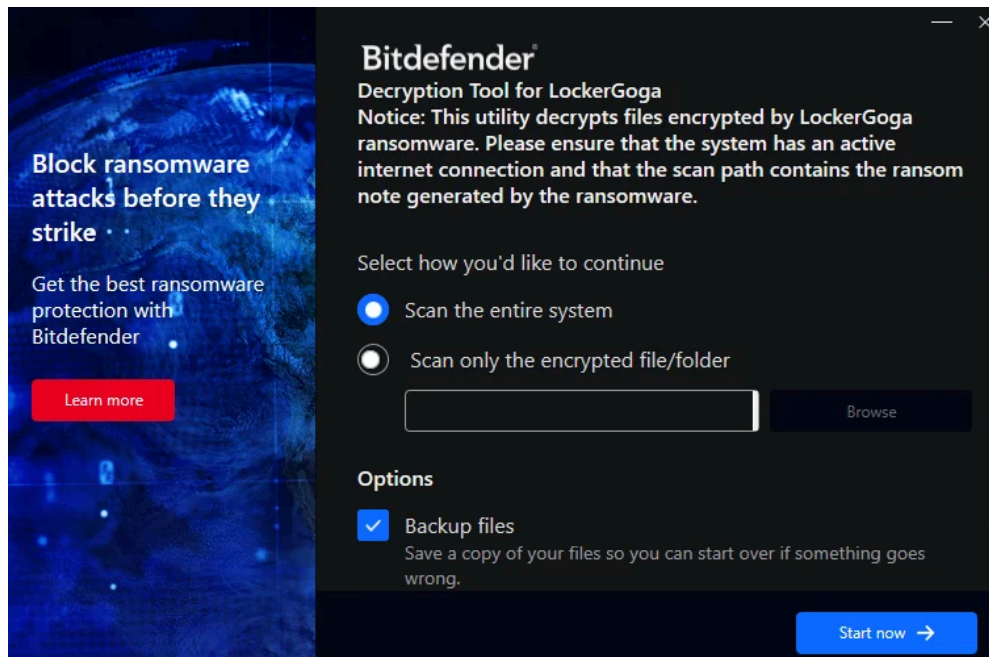 Block ransomware
attacks before they
strike
Get the best ransomware
protection with
Bitdefender
Learn more
Bitdefender®
Decryption Tool for LockerGoga
Notice: This utility decrypts files encrypted by LockerGoga
ransomware. Please ensure that the system has an active
internet connection and that the scan path contains the ransom
note generated by the ransomware.
Select how you'd like to continue
Scan the entire system
Scan only the encrypted file/folder
Browse
Options
Backup files
Save a copy of your files so you can start over if something goes
wrong.
Start now →